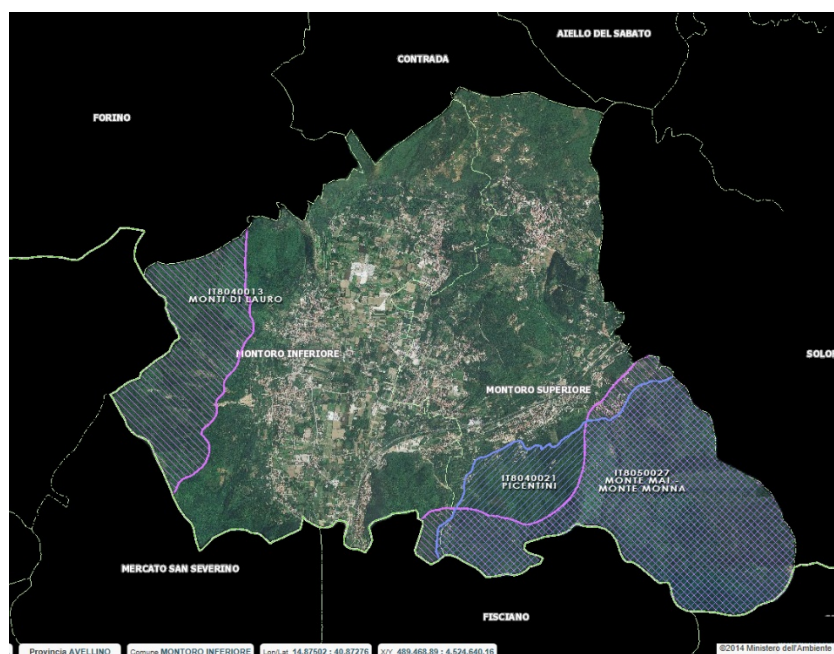 AIELLO DEL SABATO
CONTRADA
FORINO
IT8040013
MONTI DI LAURO
MONTORO INFERIORE
SOLO
MONTORO SUPERIORE
IT8040021
PICENTINI
IT8050027
MONTE MAI -
MONTE MONNA
MERCATO SAN SEVERINO
FISCIANO
Provincia AVELLINO Comune MONTORO INFERIORE Lon/Lat 14.87502 : 40.87276 X/Y 489.468,89 : 4.524.640,16 ©2014 Ministero dell'Ambiente